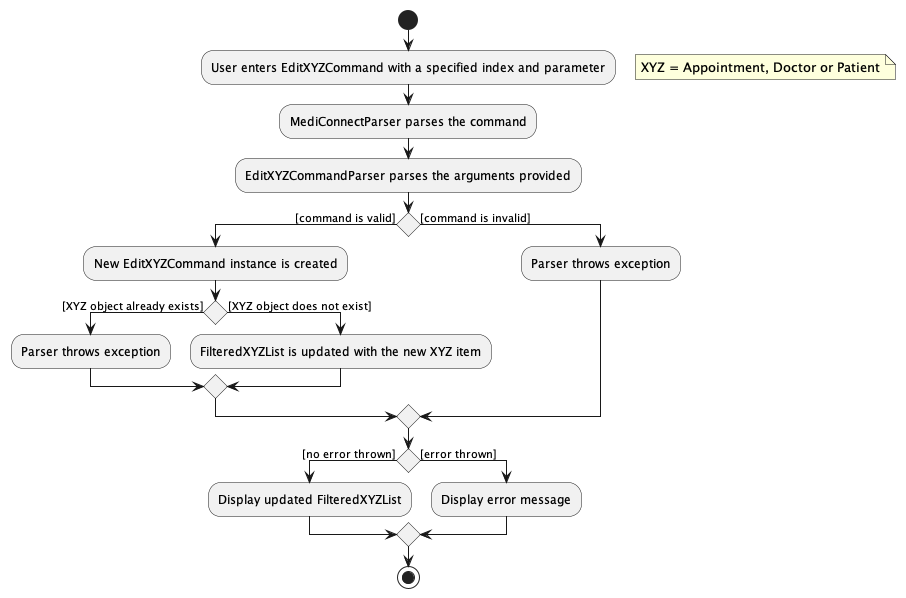 User enters EditXYZCommand with a specified index and parameter
XYZ = Appointment, Doctor or Patient
MediConnectParser parses the command
EditXYZCommandParser parses the arguments provided
[command is valid]
[command is invalid]
New EditXYZCommand instance is created
Parser throws exception
[XYZ object already exists]
[XYZ object does not exist]
Parser throws exception
FilteredXYZList is updated with the new XYZ item
[no error thrown]
[error thrown]
Display updated FilteredXYZList
Display error message